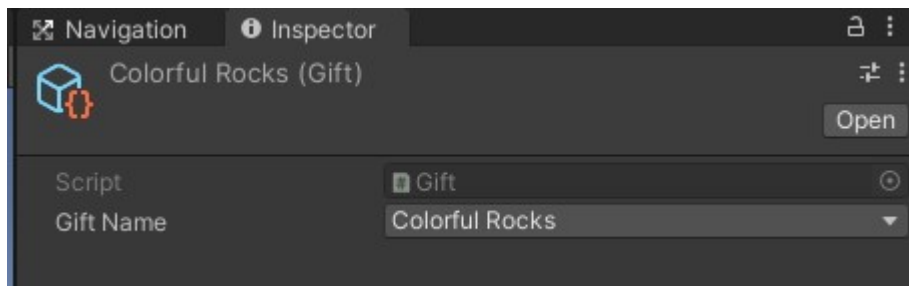 Navigation Inspector
Colorful Rocks (Gift)
Open
Script Gift
Gift Name Colorful Rocks